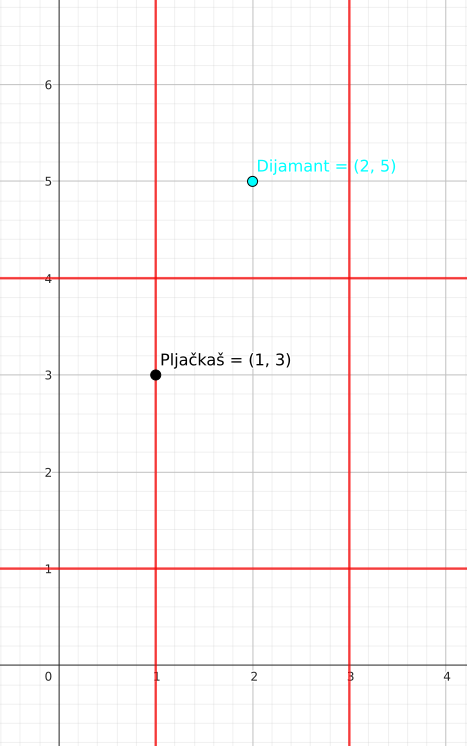 6
Dijamant = (2, 5)
5
4
Pljačkaš = (1, 3)
3
2
1
0 1 2 3 4